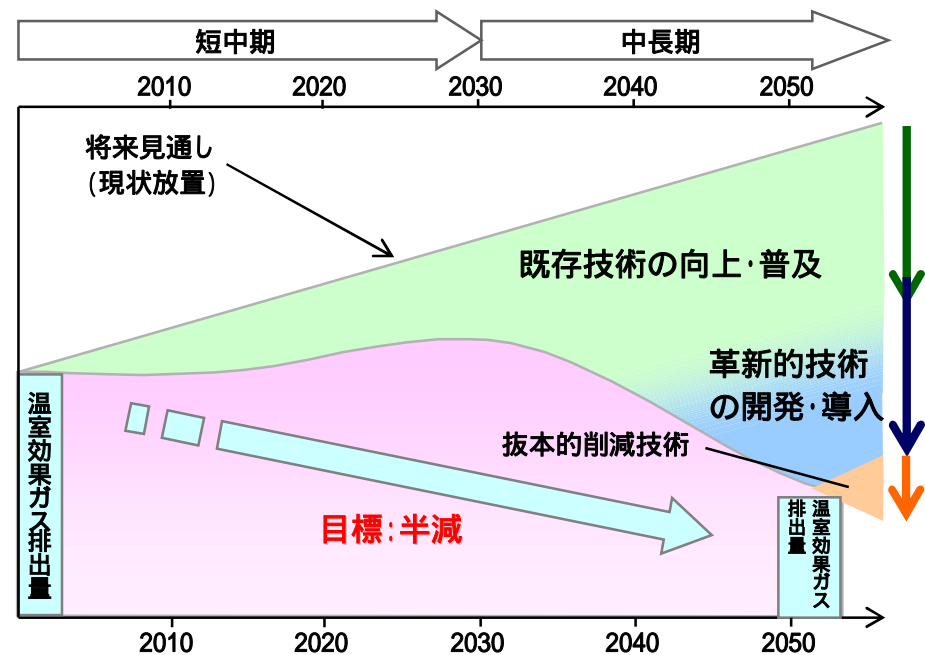 短中期
中長期
2010
2020
2030
2040
2050
将来見通し
(現状放置)
既存技術の向上・普及
革新的技術
の開発・導入
抜本的削減技術
温室効果ガス排出量
目標:半減
温室効果ガス
排出量
2010
2020
2030
2040
2050